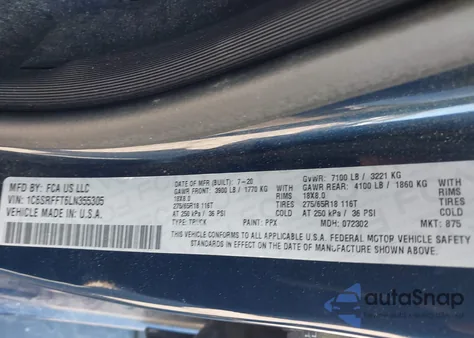 MFD BY: FCA US LLC
DATE OF MFR (BUILT): 7-20
GVWR: 7100 LB / 3221 KG
GAWR FRONT: 3900 LB / 1770 KG WITH
GAWR REAR: 4100 LB / 1860 KG WITH
18X8.0 RIMS
18X8.0 RIMS
275/65R18 116T TIRES
275/65R18 116T TIRES
AT 250 kPa / 36 PSI COLD
AT 250 kPa / 36 PSI COLD
VIN: 1C6SRFFT6LN355305
TYPE: TRUCK
PAINT: PPX
MDH: 072302
MKT: 875
VEHICLE MADE IN U.S.A.
THIS VEHICLE CONFORMS TO ALL APPLICABLE U.S.A. FEDERAL MOTOR VEHICLE SAFETY
STANDARDS IN EFFECT ON THE DATE OF MANUFACTURE SHOWN ABOVE.
autoSnap